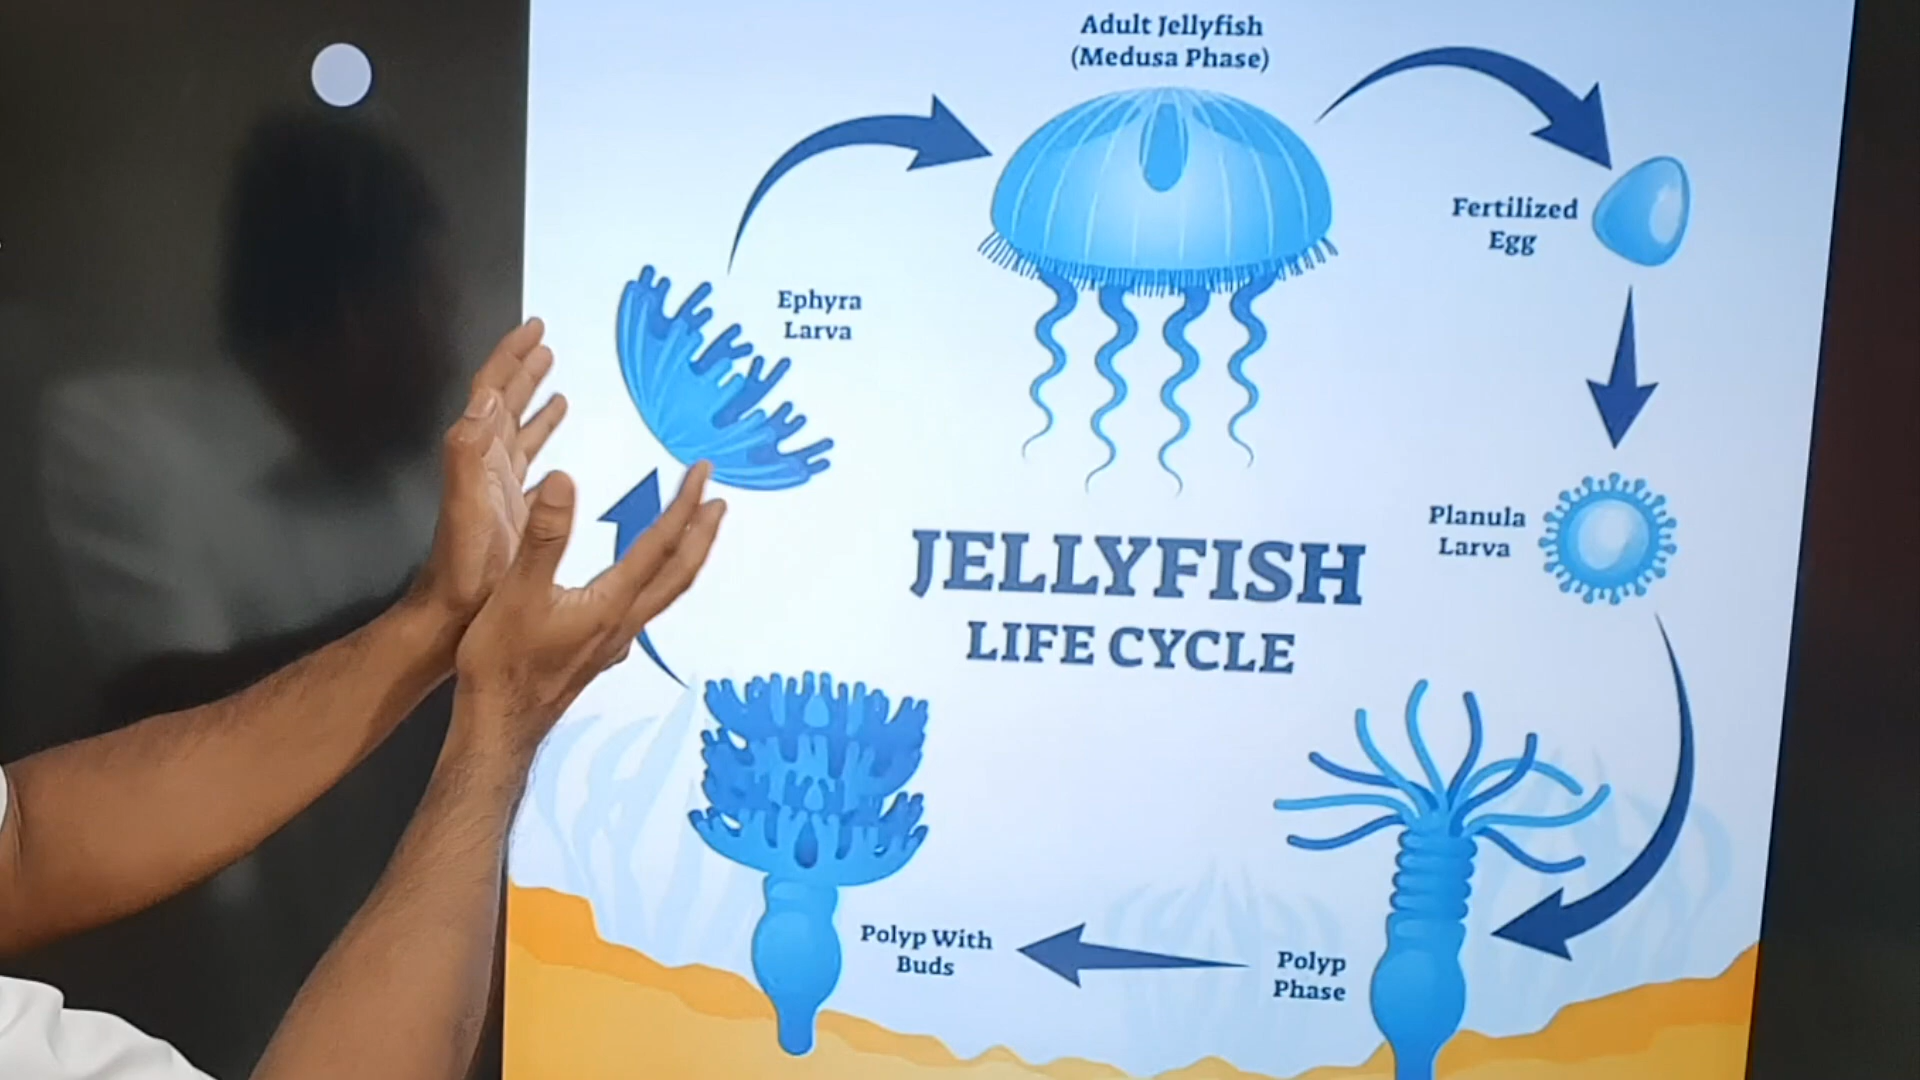 Adult Jellyfish
(Medusa Phase)
Fertilized
Egg
Ephyra
Larva
Planula
Larva
JELLYFISH
LIFE CYCLE
Polyp With
Buds
Polyp
Phase